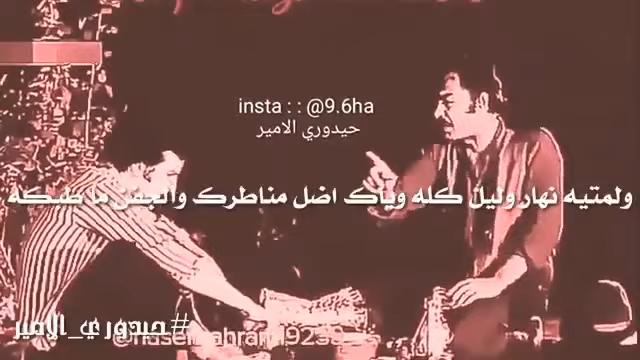 insta : : @9.6ha
حيدوري الامير
ولمتيه نهار وليل كله وياك اضل مناطرك والجفن ما طبكه
#حيدوري_الامير